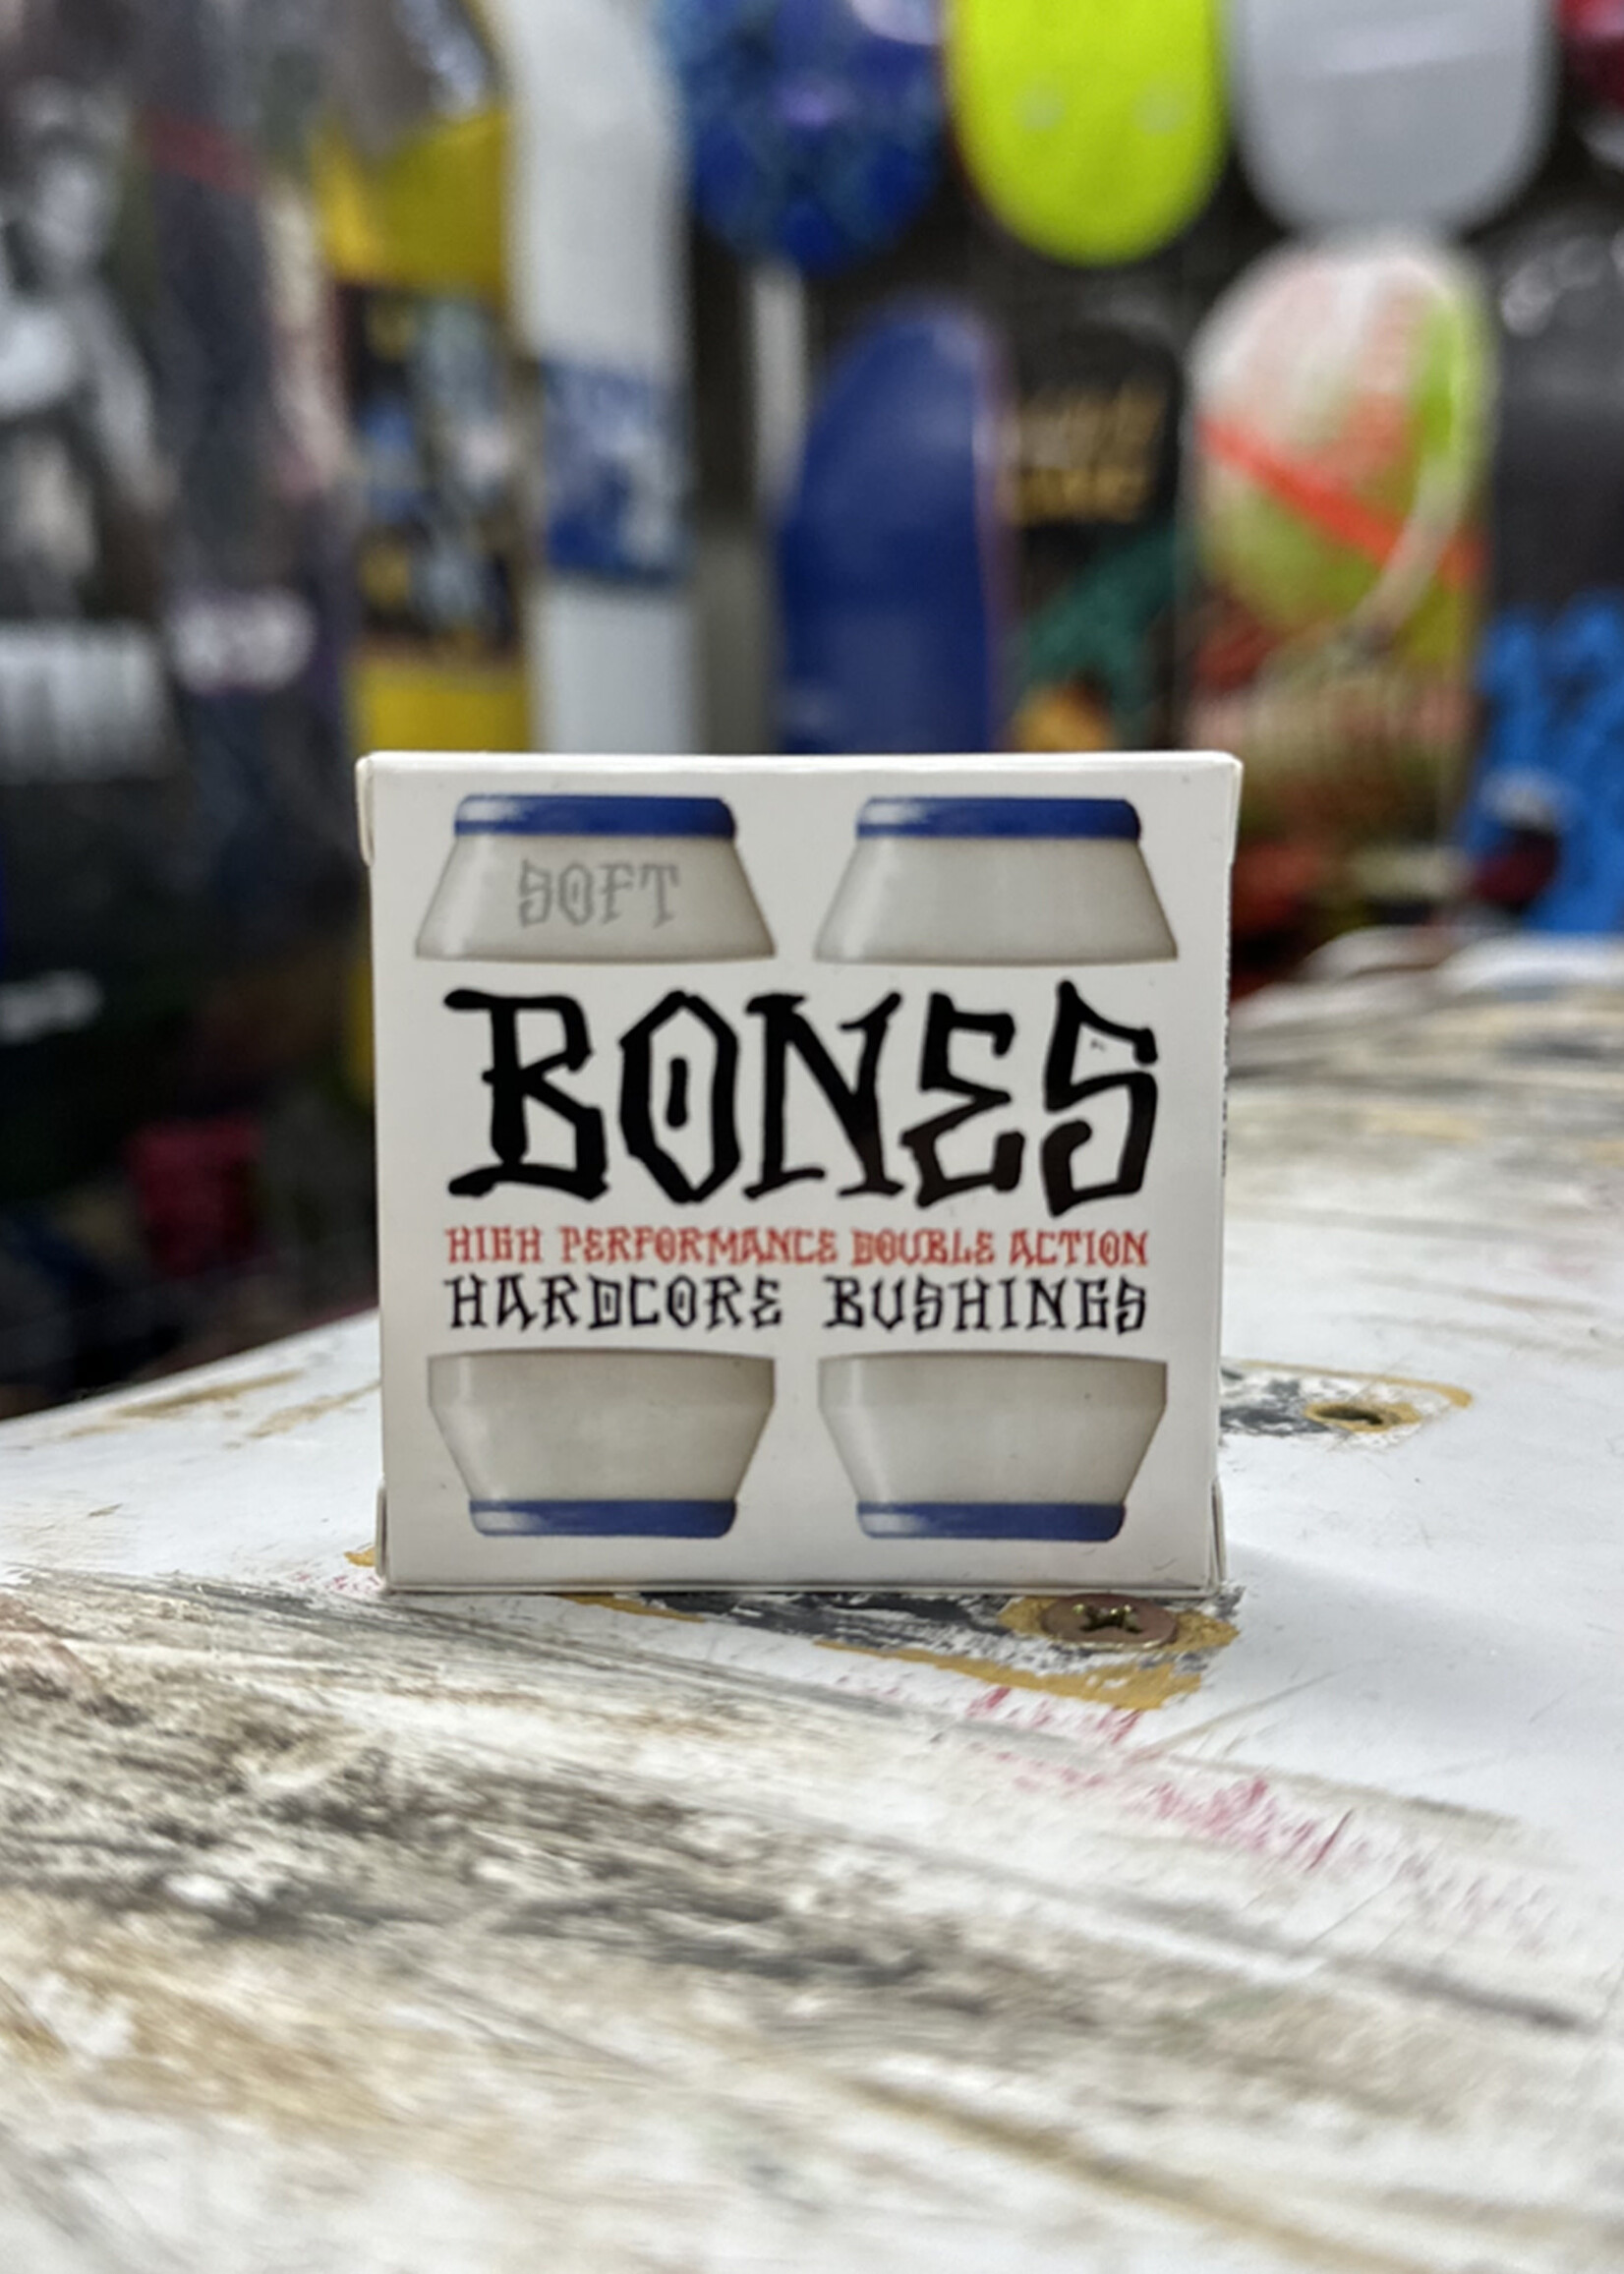 SOFT
BONES
HIGH PERFORMANCE DOUBLE ACTION
HARDCORE BUSHINGS